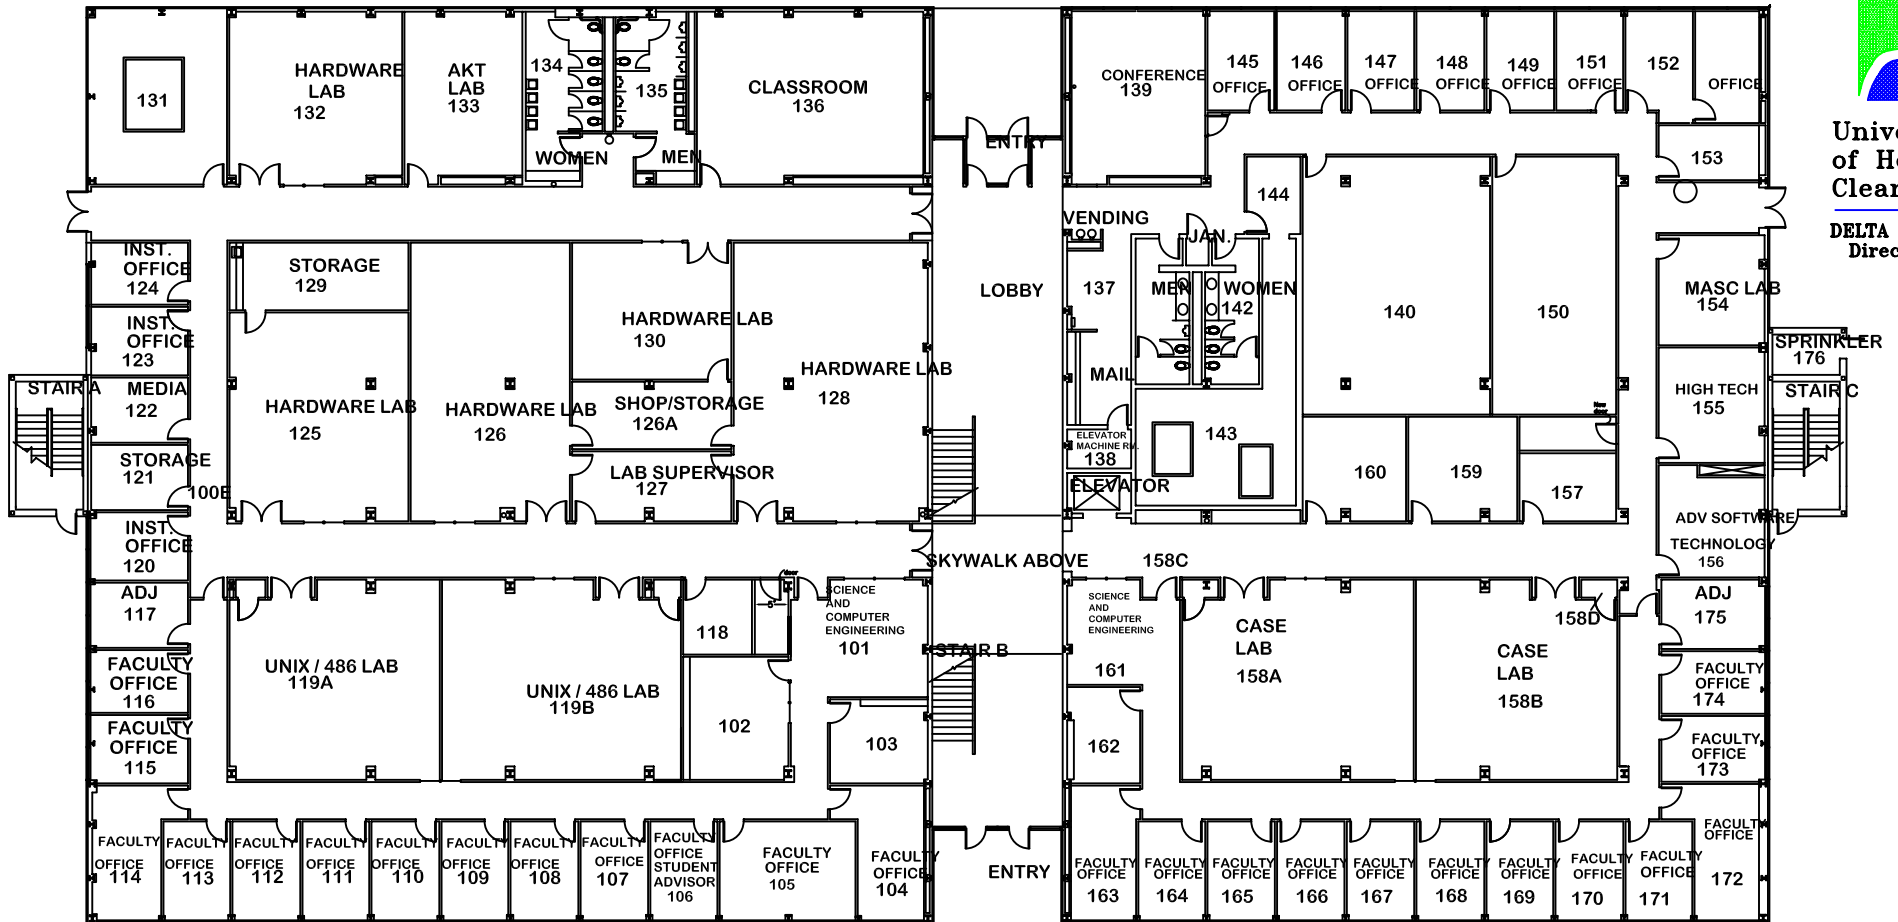 131
HARDWARE
LAB
132
AKT
LAB
133
134
135
WOMEN
MEN
CLASSROOM
136
ENTRY
CONFERENCE
139
145
OFFICE
146
OFFICE
147
OFFICE
148
OFFICE
149
OFFICE
151
OFFICE
152
OFFICE
153
144
VENDING
JAN.
INST.
OFFICE
124
STORAGE
129
INST.
OFFICE
123
HARDWARE LAB
130
LOBBY
137
MEN
WOMEN
142
140
150
MASC LAB
154
SPRINKLER
176
STAIR A
MEDIA
122
HARDWARE LAB
125
HARDWARE LAB
126
SHOP/STORAGE
126A
HARDWARE LAB
128
MAIL
HIGH TECH
155
STAIR C
New
door
STORAGE
121
100E
LAB SUPERVISOR
127
ELEVATOR
MACHINE RM.
138
ELEVATOR
143
160
159
157
INST.
OFFICE
120
SKYWALK ABOVE
158C
ADV SOFTWARE
TECHNOLOGY
156
ADJ
117
door
5'
118
SCIENCE
AND
COMPUTER
ENGINEERING
101
SCIENCE
AND
COMPUTER
ENGINEERING
161
CASE
LAB
158A
CASE
LAB
158B
158D
ADJ
175
FACULTY
OFFICE
116
UNIX / 486 LAB
119A
UNIX / 486 LAB
119B
STAIR B
FACULTY
OFFICE
174
FACULTY
OFFICE
115
102
103
162
FACULTY
OFFICE
173
FACULTY
OFFICE
114
FACULTY
OFFICE
113
FACULTY
OFFICE
112
FACULTY
OFFICE
111
FACULTY
OFFICE
110
FACULTY
OFFICE
109
FACULTY
OFFICE
108
FACULTY
OFFICE
107
FACULTY
OFFICE
STUDENT
ADVISOR
106
FACULTY
OFFICE
105
FACULTY
OFFICE
104
ENTRY
FACULTY
OFFICE
163
FACULTY
OFFICE
164
FACULTY
OFFICE
165
FACULTY
OFFICE
166
FACULTY
OFFICE
167
FACULTY
OFFICE
168
FACULTY
OFFICE
169
FACULTY
OFFICE
170
FACULTY
OFFICE
171
FACULTY
OFFICE
172
of
DELTA